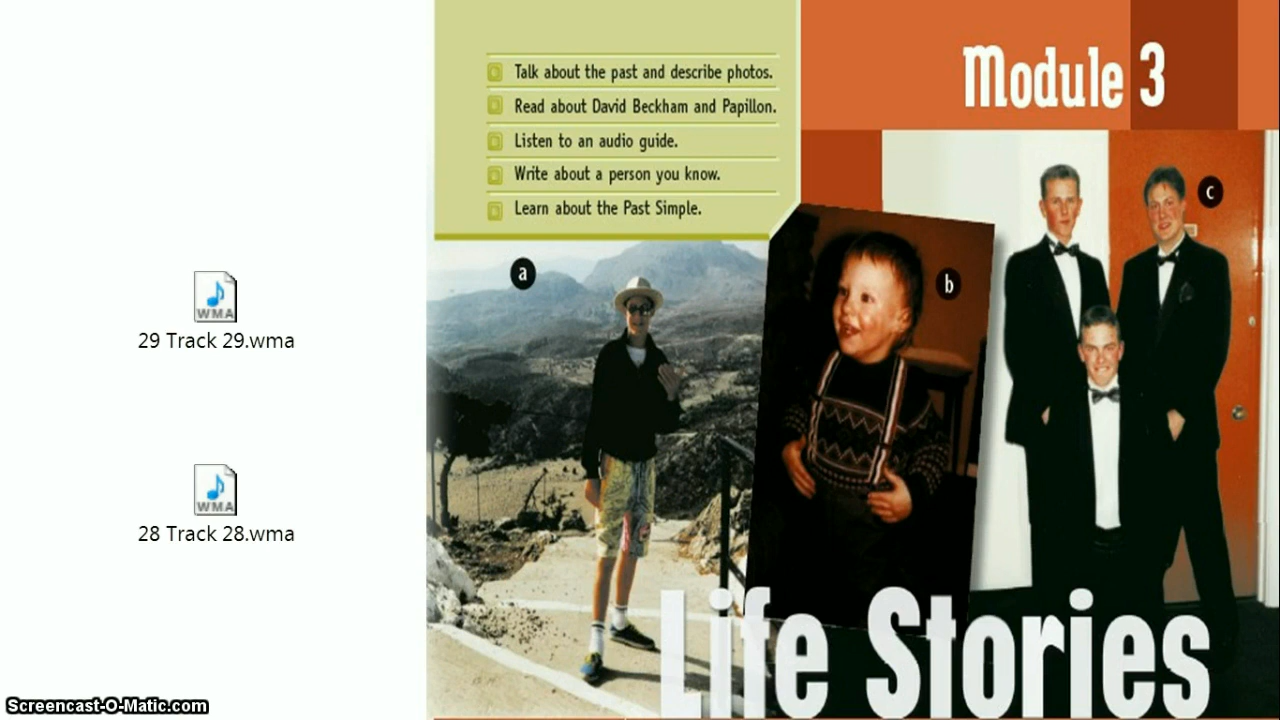 Talk about the past and describe photos.
Read about David Beckham and Papillon.
Listen to an audio guide.
Write about a person you know.
Learn about the Past Simple.
Module 3
a
b
c
WMA
29 Track 29.wma
WMA
28 Track 28.wma
Life Stories
Screencast-O-Matic.com